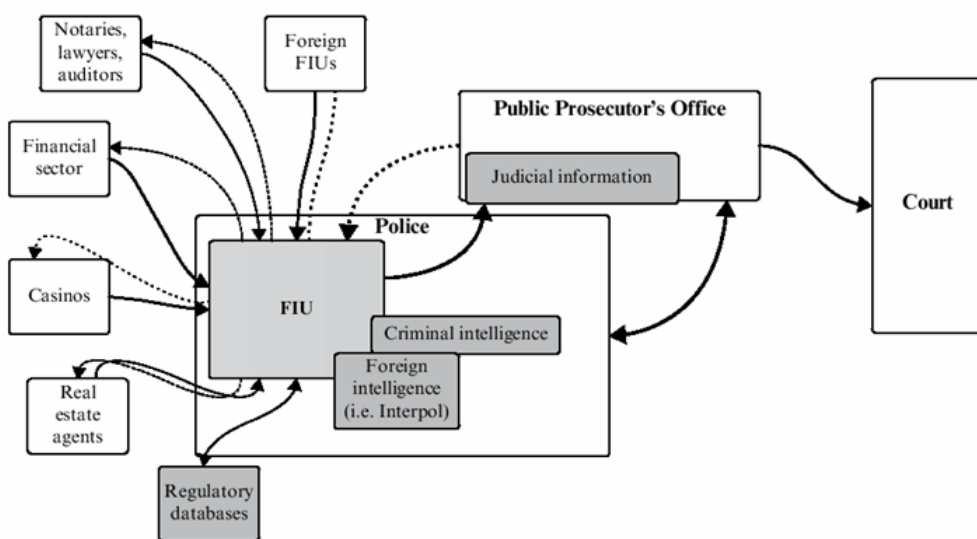 Notaries,
lawyers,
auditors
Foreign
FIUs
Public Prosecutor's Office
Judicial information
Court
Financial
sector
Police
FIU
Casinos
Criminal intelligence
Foreign
intelligence
(i.e. Interpol)
Real
estate
agents
Regulatory
databases